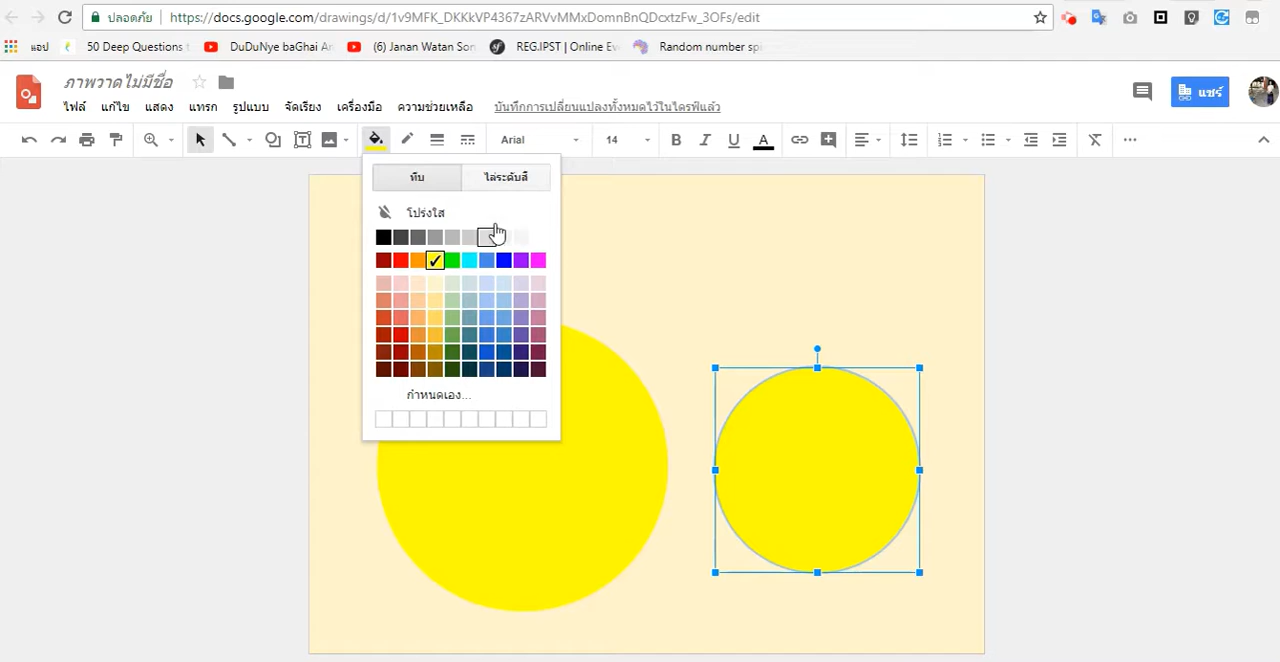 ปลอดภัย https://docs.google.com/drawings/d/1v9MFK_DKKkVP4367zARVvMMxDomnBnQDcxtzFw_3OFs/edit
แอป 50 Deep Questions t DuDuNye baGhai An (6) Janan Watan Son REG.IPST | Online Ev Random number spi
ภาพวาดไม่มีชื่อ
ไฟล์ แก้ไข แสดง แทรก รูปแบบ จัดเรียง เครื่องมือ ความช่วยเหลือ บันทึกการเปลี่ยนแปลงทั้งหมดไว้ในไดรฟ์แล้ว
แชร์
Arial 14 B I U A
ทึบ ไล่ระดับสี
โปร่งใส
กำหนดเอง...